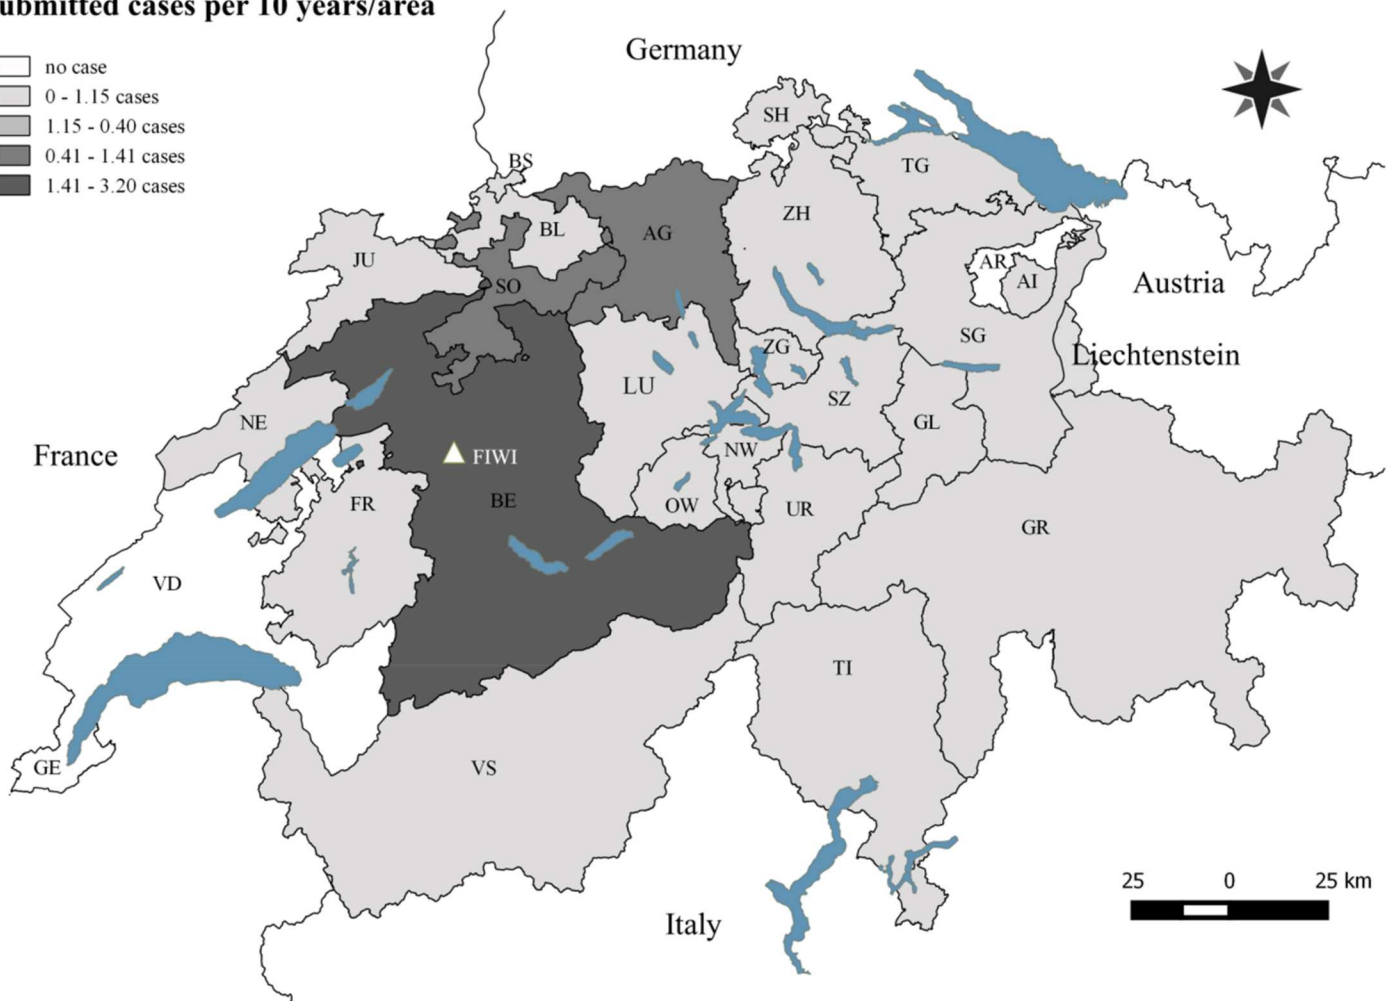 ubmitted cases per 10 years/area
no case
0 - 1.15 cases
1.15 - 0.40 cases
0.41 - 1.41 cases
1.41 - 3.20 cases
Germany
SH
BS
TG
ZH
BL
AG
JU
AR
AI
SO
Austria
SG
ZG
Liechtenstein
LU
SZ
NE
GL
France
NW
FIWI
BE
FR
OW
UR
GR
VD
TI
GE
VS
25 0 25 km
Italy